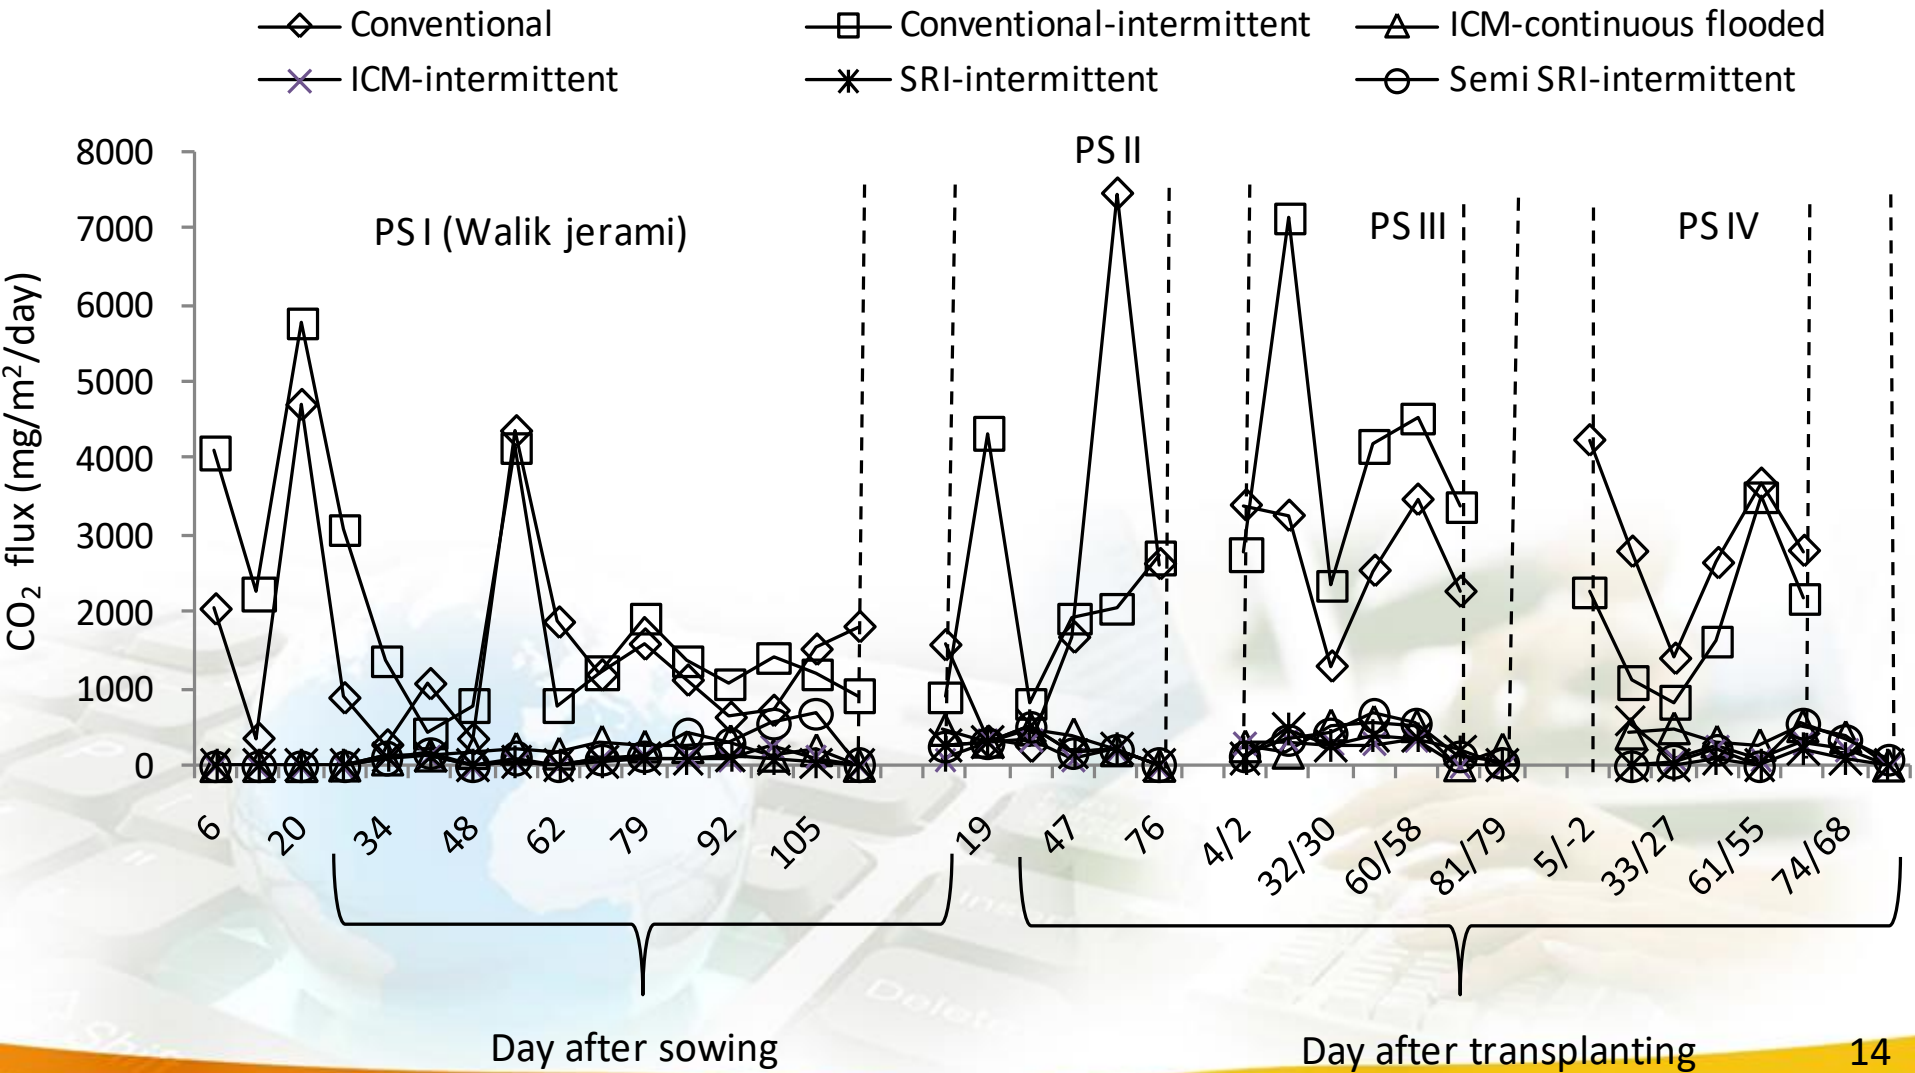 Conventional
Conventional-intermittent
ICM-continuous flooded
ICM-intermittent
SRI-intermittent
Semi SRI-intermittent
CO₂ flux (mg/m²/day)
8000
7000
6000
5000
4000
3000
2000
1000
0
PS I (Walik jerami)
PS II
PS III
PS IV
6
20
34
48
62
79
92
105
19
47
76
4/2
32/30
60/58
81/79
5/-2
33/27
61/55
74/68
Day after sowing
Day after transplanting
14
Delete